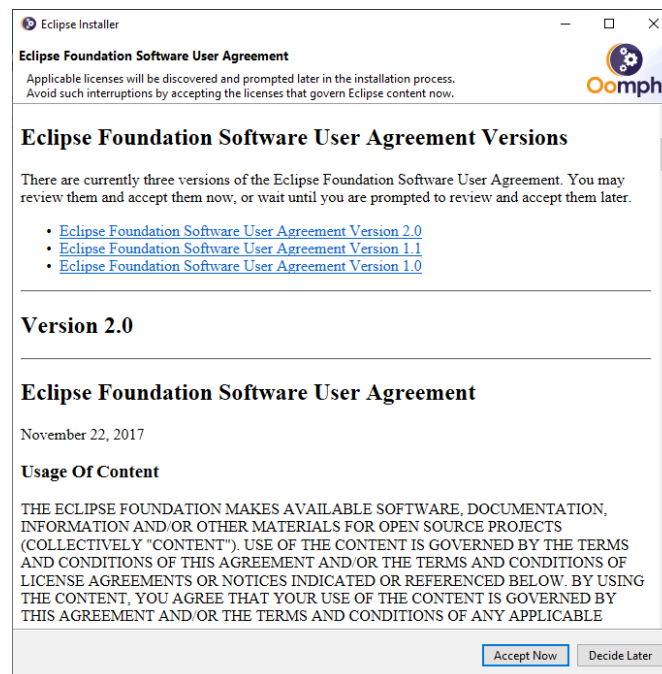 Eclipse Installer
Eclipse Foundation Software User Agreement
Applicable licenses will be discovered and prompted later in the installation process.
Avoid such interruptions by accepting the licenses that govern Eclipse content now.
Oomph
Eclipse Foundation Software User Agreement Versions
There are currently three versions of the Eclipse Foundation Software User Agreement. You may
review them and accept them now, or wait until you are prompted to review and accept them later.
• Eclipse Foundation Software User Agreement Version 2.0
• Eclipse Foundation Software User Agreement Version 1.1
• Eclipse Foundation Software User Agreement Version 1.0
Version 2.0
Eclipse Foundation Software User Agreement
November 22, 2017
Usage Of Content
THE ECLIPSE FOUNDATION MAKES AVAILABLE SOFTWARE, DOCUMENTATION,
INFORMATION AND/OR OTHER MATERIALS FOR OPEN SOURCE PROJECTS
(COLLECTIVELY "CONTENT"). USE OF THE CONTENT IS GOVERNED BY THE TERMS
AND CONDITIONS OF THIS AGREEMENT AND/OR THE TERMS AND CONDITIONS OF
LICENSE AGREEMENTS OR NOTICES INDICATED OR REFERENCED BELOW. BY USING
THE CONTENT, YOU AGREE THAT YOUR USE OF THE CONTENT IS GOVERNED BY
THIS AGREEMENT AND/OR THE TERMS AND CONDITIONS OF ANY APPLICABLE
Accept Now
Decide Later